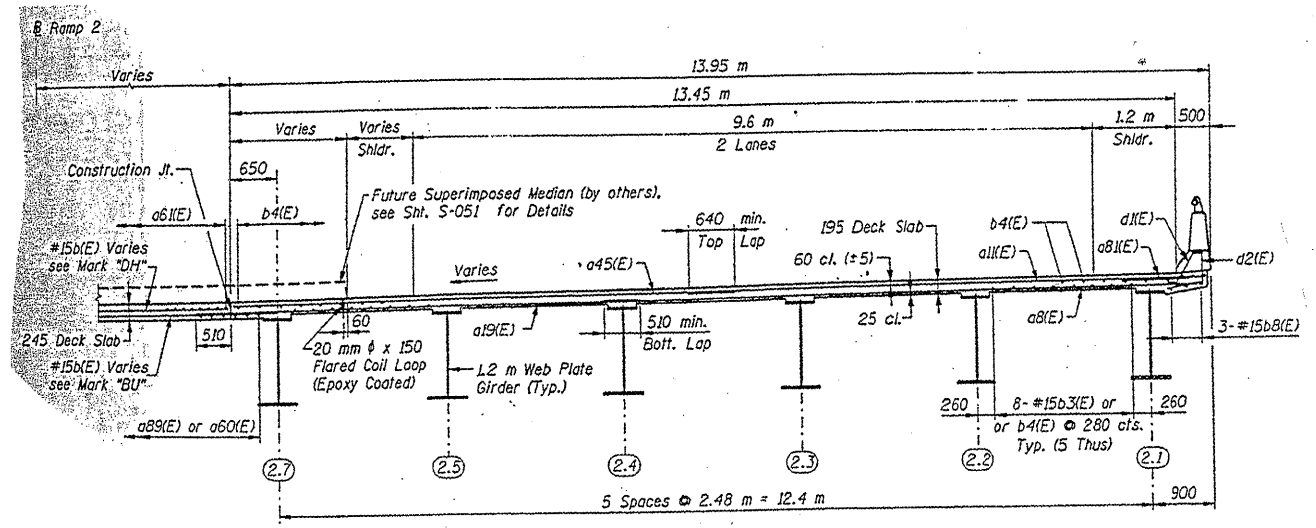 B Ramp 2
Varies
13.95 m
13.45 m
Varies
Varies
Shldr.
9.6 m
2 Lanes
1.2 m
Shldr.
500
Construction Jt.
650
Future Superimposed Median (by others),
see Sht. S-051 for Details
a61(E)
b4(E)
640 min.
Top Lap
195 Deck Slab
60 cl. (±5)
b4(E)
a11(E)
a81(E)
d1(E)
d2(E)
#15b(E) Varies
see Mark "DH"
Varies
a45(E)
245 Deck Slab
510
60
a19(E)
510 min.
Bott. Lap
25 cl.
a8(E)
3-#15b8(E)
#15b(E) Varies
see Mark "BU"
20 mm ϕ x 150
Flared Coil Loop
(Epoxy Coated)
1.2 m Web Plate
Girder (Typ.)
a89(E) or a60(E)
260
8-#15b3(E) or
or b4(E) @ 280 cts.
Typ. (5 Thus)
260
2.7
2.5
2.4
2.3
2.2
2.1
5 Spaces @ 2.48 m = 12.4 m
900